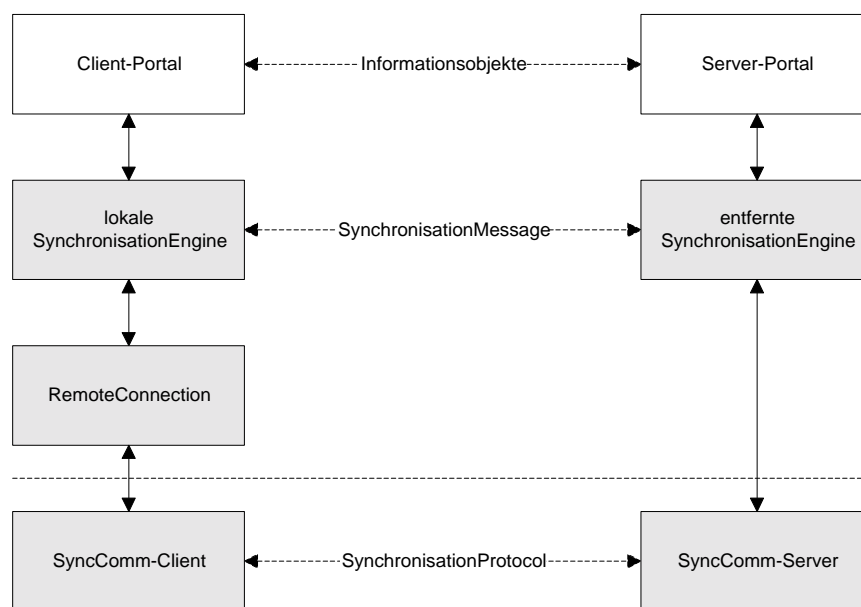 Client-Portal
Informationsobjekte
Server-Portal
lokale
SynchronisationEngine
SynchronisationMessage
entfernte
SynchronisationEngine
RemoteConnection
SyncComm-Client
SynchronisationProtocol
SyncComm-Server